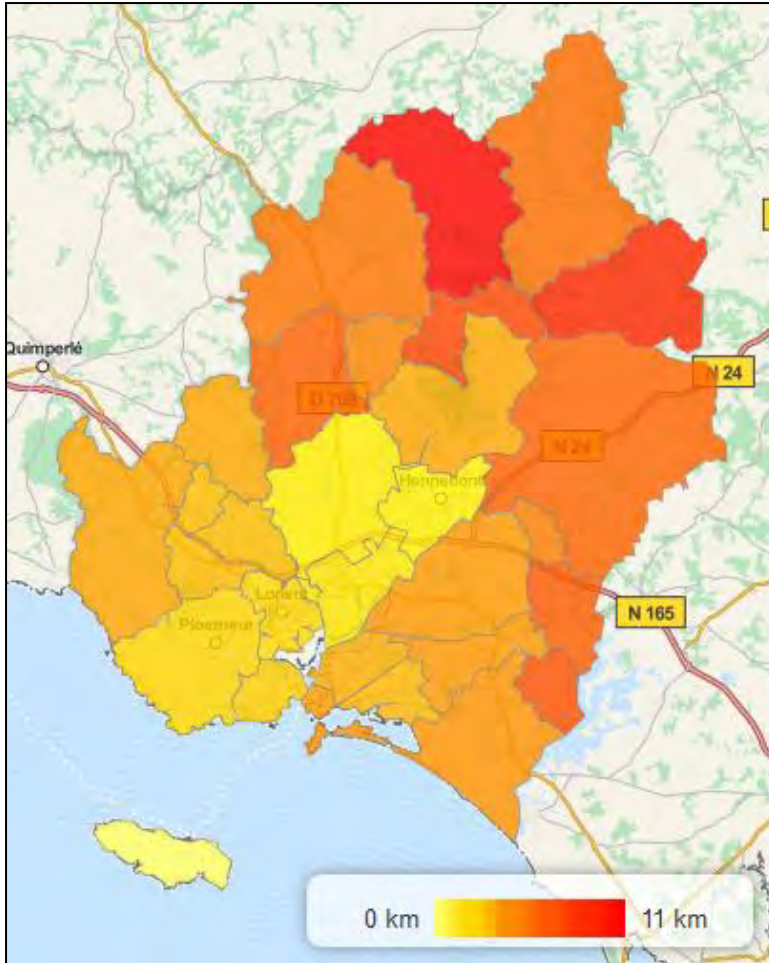 Quimperlé
N 24
D 769
N 24
Hennebont
N 165
Lorient
Ploemeur
0 km
11 km